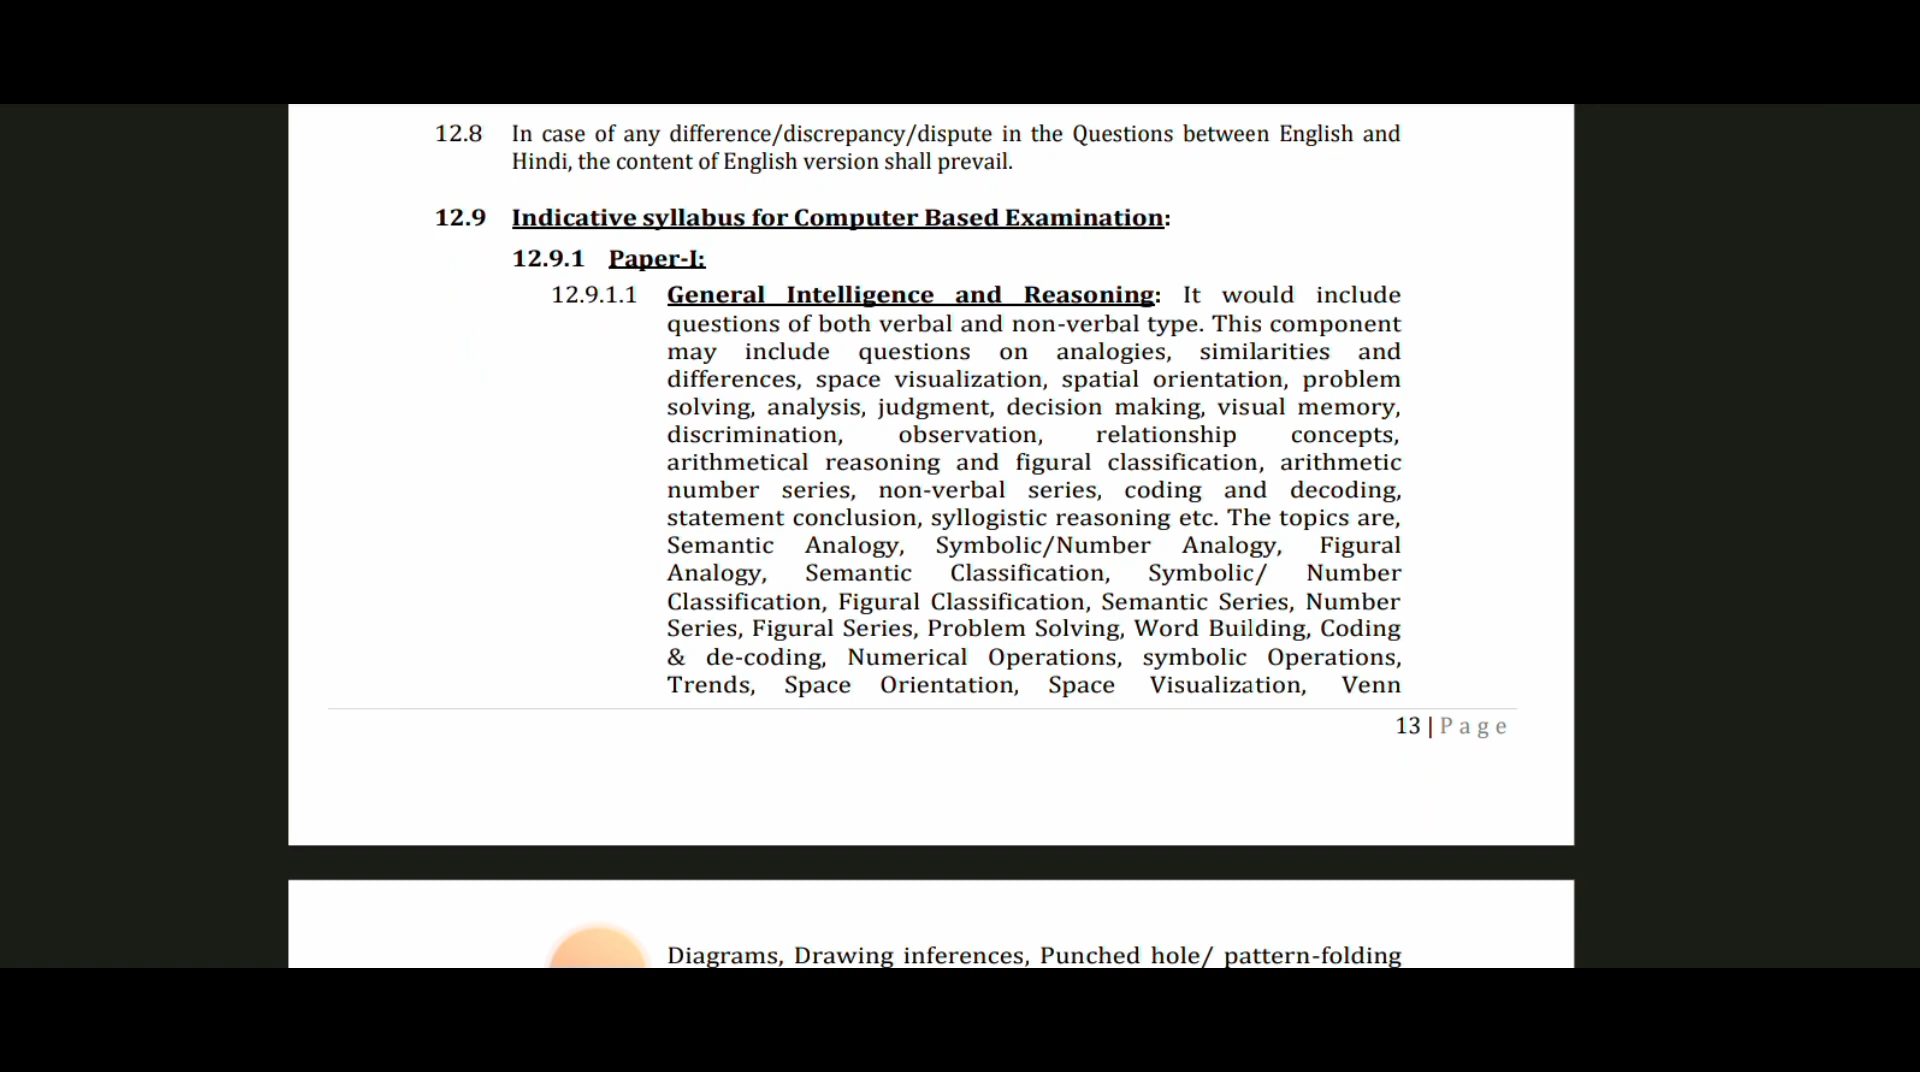 12.8 In case of any difference/discrepancy/dispute in the Questions between English and
Hindi, the content of English version shall prevail.
12.9 Indicative syllabus for Computer Based Examination:
12.9.1 Paper-I:
12.9.1.1 General Intelligence and Reasoning: It would include
questions of both verbal and non-verbal type. This component
may include questions on analogies, similarities and
differences, space visualization, spatial orientation, problem
solving, analysis, judgment, decision making, visual memory,
discrimination, observation, relationship concepts,
arithmetical reasoning and figural classification, arithmetic
number series, non-verbal series, coding and decoding,
statement conclusion, syllogistic reasoning etc. The topics are,
Semantic Analogy, Symbolic/Number Analogy, Figural
Analogy, Semantic Classification, Symbolic/ Number
Classification, Figural Classification, Semantic Series, Number
Series, Figural Series, Problem Solving, Word Building, Coding
& de-coding, Numerical Operations, symbolic Operations,
Trends, Space Orientation, Space Visualization, Venn
13 | Page
Diagrams, Drawing inferences, Punched hole/ pattern-folding